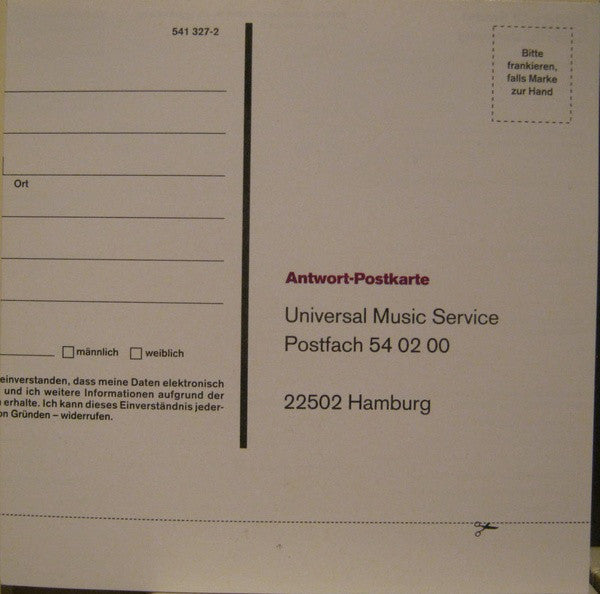 541 327-2
Bitte
frankieren,
falls Marke
zur Hand
Ort
männlich weiblich
einverstanden, dass meine Daten elektronisch
und ich weitere Informationen aufgrund der
erhalte. Ich kann dieses Einverständnis jeder-
on Gründen – widerrufen.
Antwort-Postkarte
Universal Music Service
Postfach 54 02 00
22502 Hamburg